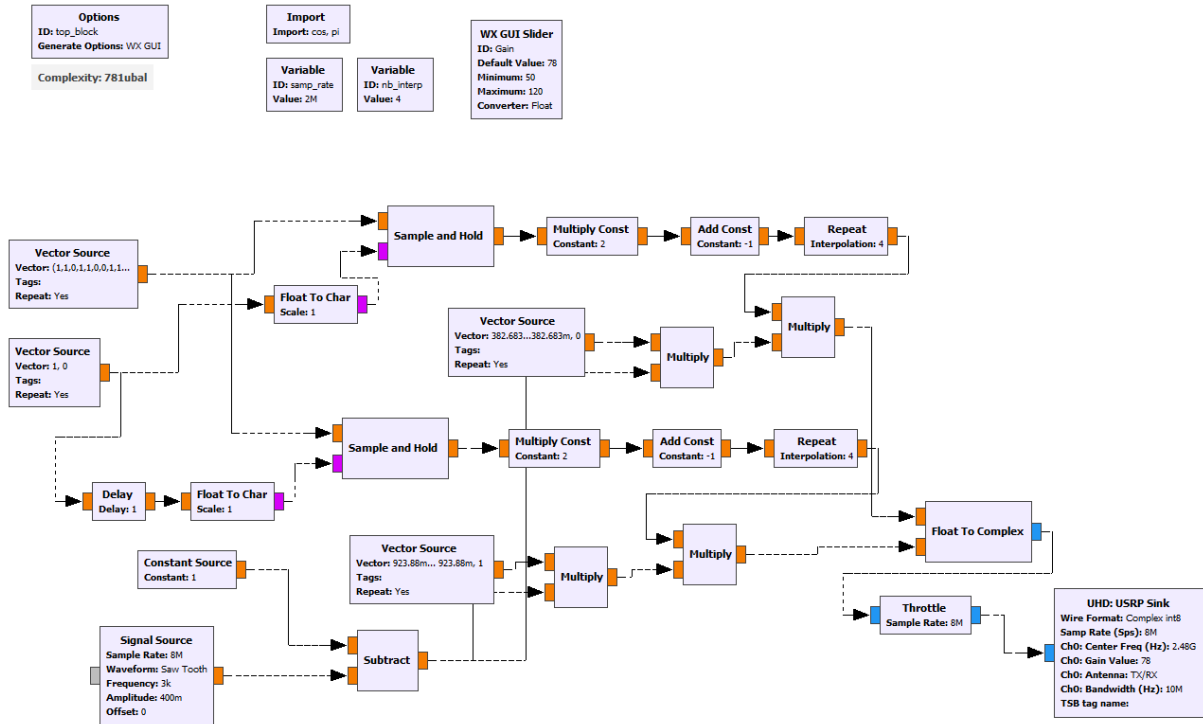 Options
ID: top_block
Generate Options: WX GUI
Complexity: 781ubal
Import
Import: cos, pi
Variable
ID: samp_rate
Value: 2M
Variable
ID: nb_interp
Value: 4
WX GUI Slider
ID: Gain
Default Value: 78
Minimum: 50
Maximum: 120
Converter: Float
Vector Source
Vector: (1,1,0,1,1,0,0,1,1...
Tags:
Repeat: Yes
Sample and Hold
Multiply Const
Constant: 2
Add Const
Constant: -1
Repeat
Interpolation: 4
Float To Char
Scale: 1
Vector Source
Vector: 1, 0
Tags:
Repeat: Yes
Vector Source
Vector: 382.683...382.683m, 0
Tags:
Repeat: Yes
Multiply
Multiply
Sample and Hold
Multiply Const
Constant: 2
Add Const
Constant: -1
Repeat
Interpolation: 4
Delay
Delay: 1
Float To Char
Scale: 1
Constant Source
Constant: 1
Vector Source
Vector: 923.88m... 923.88m, 1
Tags:
Repeat: Yes
Multiply
Multiply
Float To Complex
Throttle
Sample Rate: 8M
Signal Source
Sample Rate: 8M
Waveform: Saw Tooth
Frequency: 3k
Amplitude: 400m
Offset: 0
Subtract
UHD: USRP Sink
Wire Format: Complex int8
Samp Rate (Sps): 8M
Ch0: Center Freq (Hz): 2.48G
Ch0: Gain Value: 78
Ch0: Antenna: TX/RX
Ch0: Bandwidth (Hz): 10M
TSB tag name: